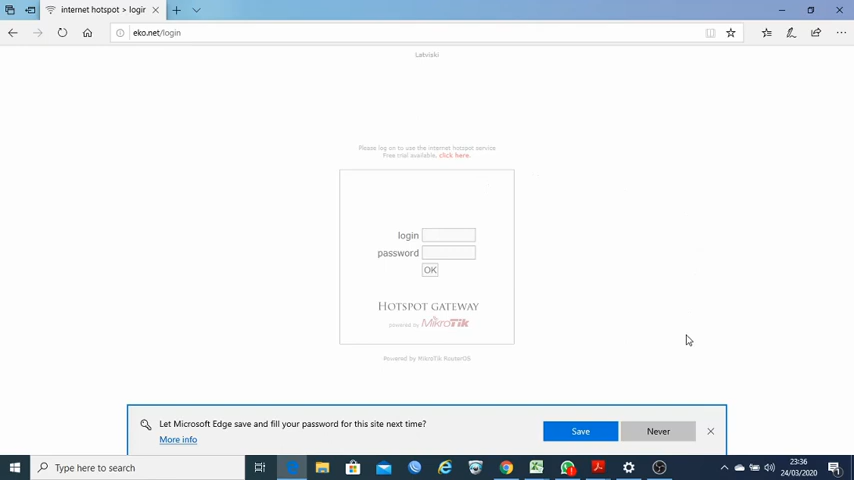 internet hotspot > login
eko.net/login
Latviski
Please log on to use the internet hotspot service
Free trial available, click here.
login
password
OK
HOTSPOT GATEWAY
powered by MikroTik
Powered by MikroTik RouterOS
Let Microsoft Edge save and fill your password for this site next time?
More info
Save
Never
Type here to search
23:36
24/03/2020